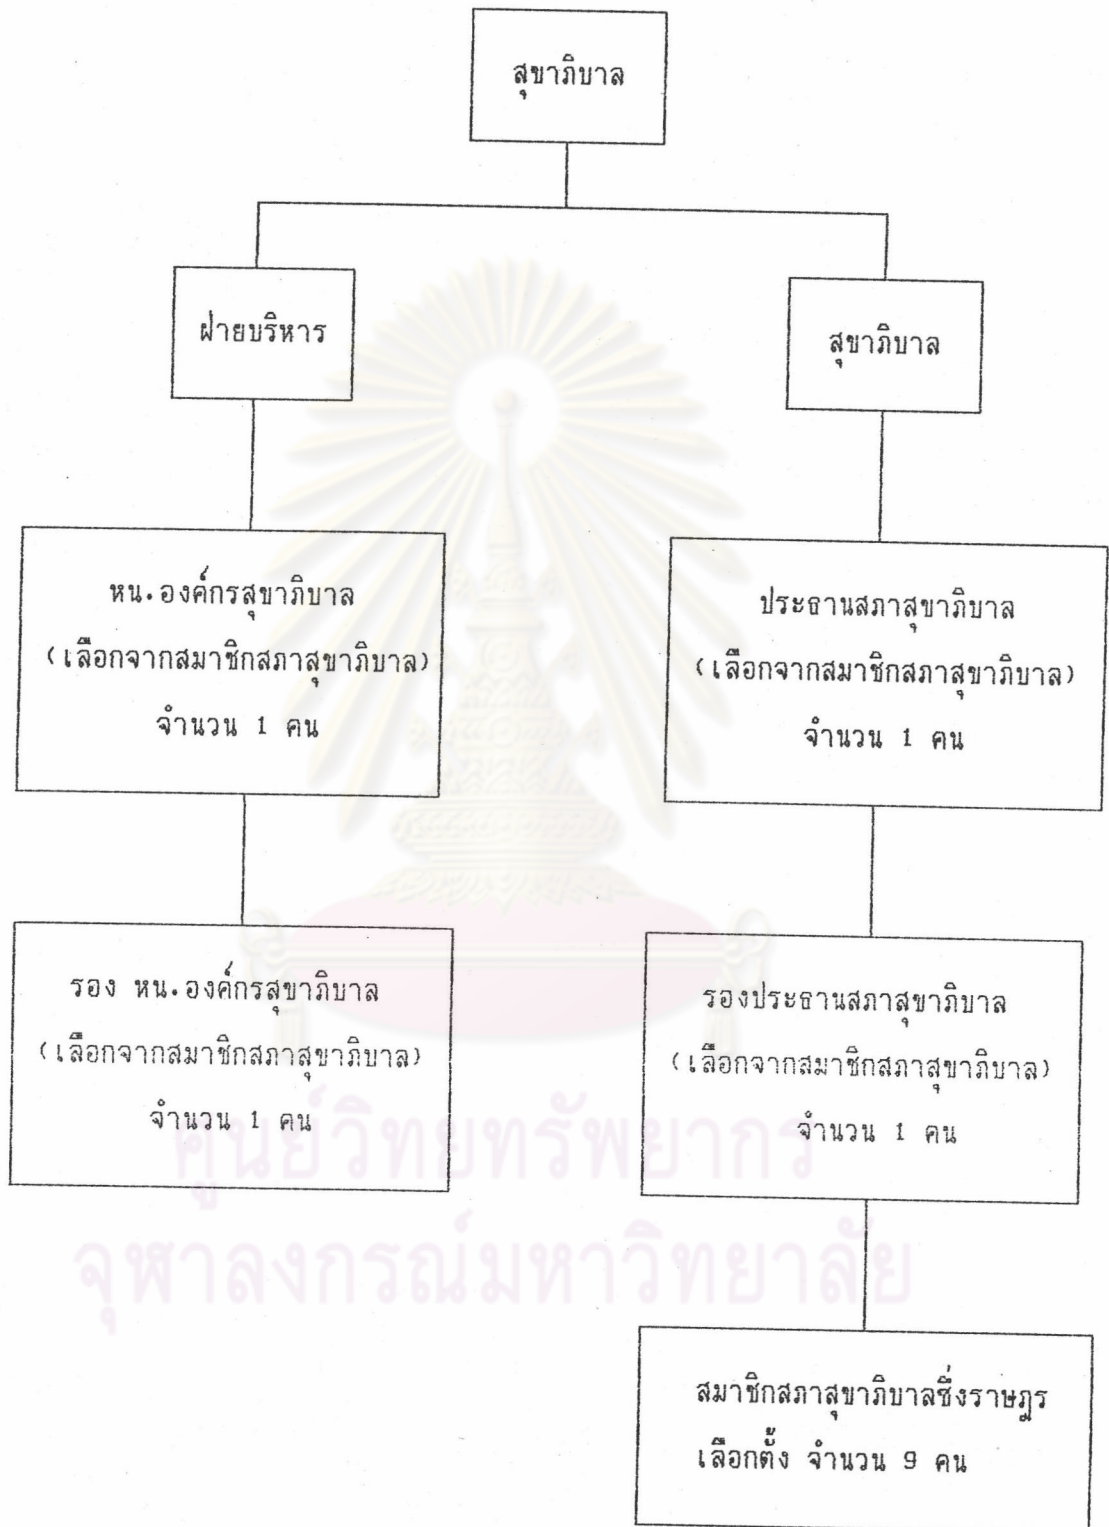 สุขาภิบาล
ฝ่ายบริหาร
สุขาภิบาล
หน.องค์กรสุขาภิบาล
(เลือกจากสมาชิกสภาสุขาภิบาล)
จำนวน 1 คน
ประธานสภาสุขาภิบาล
(เลือกจากสมาชิกสภาสุขาภิบาล)
จำนวน 1 คน
รอง หน.องค์กรสุขาภิบาล
(เลือกจากสมาชิกสภาสุขาภิบาล)
จำนวน 1 คน
รองประธานสภาสุขาภิบาล
(เลือกจากสมาชิกสภาสุขาภิบาล)
จำนวน 1 คน
ศูนย์วิทยทรัพยากร
จุฬาลงกรณ์มหาวิทยาลัย
สมาชิกสภาสุขาภิบาลซึ่งราษฎร
เลือกตั้ง จำนวน 9 คน